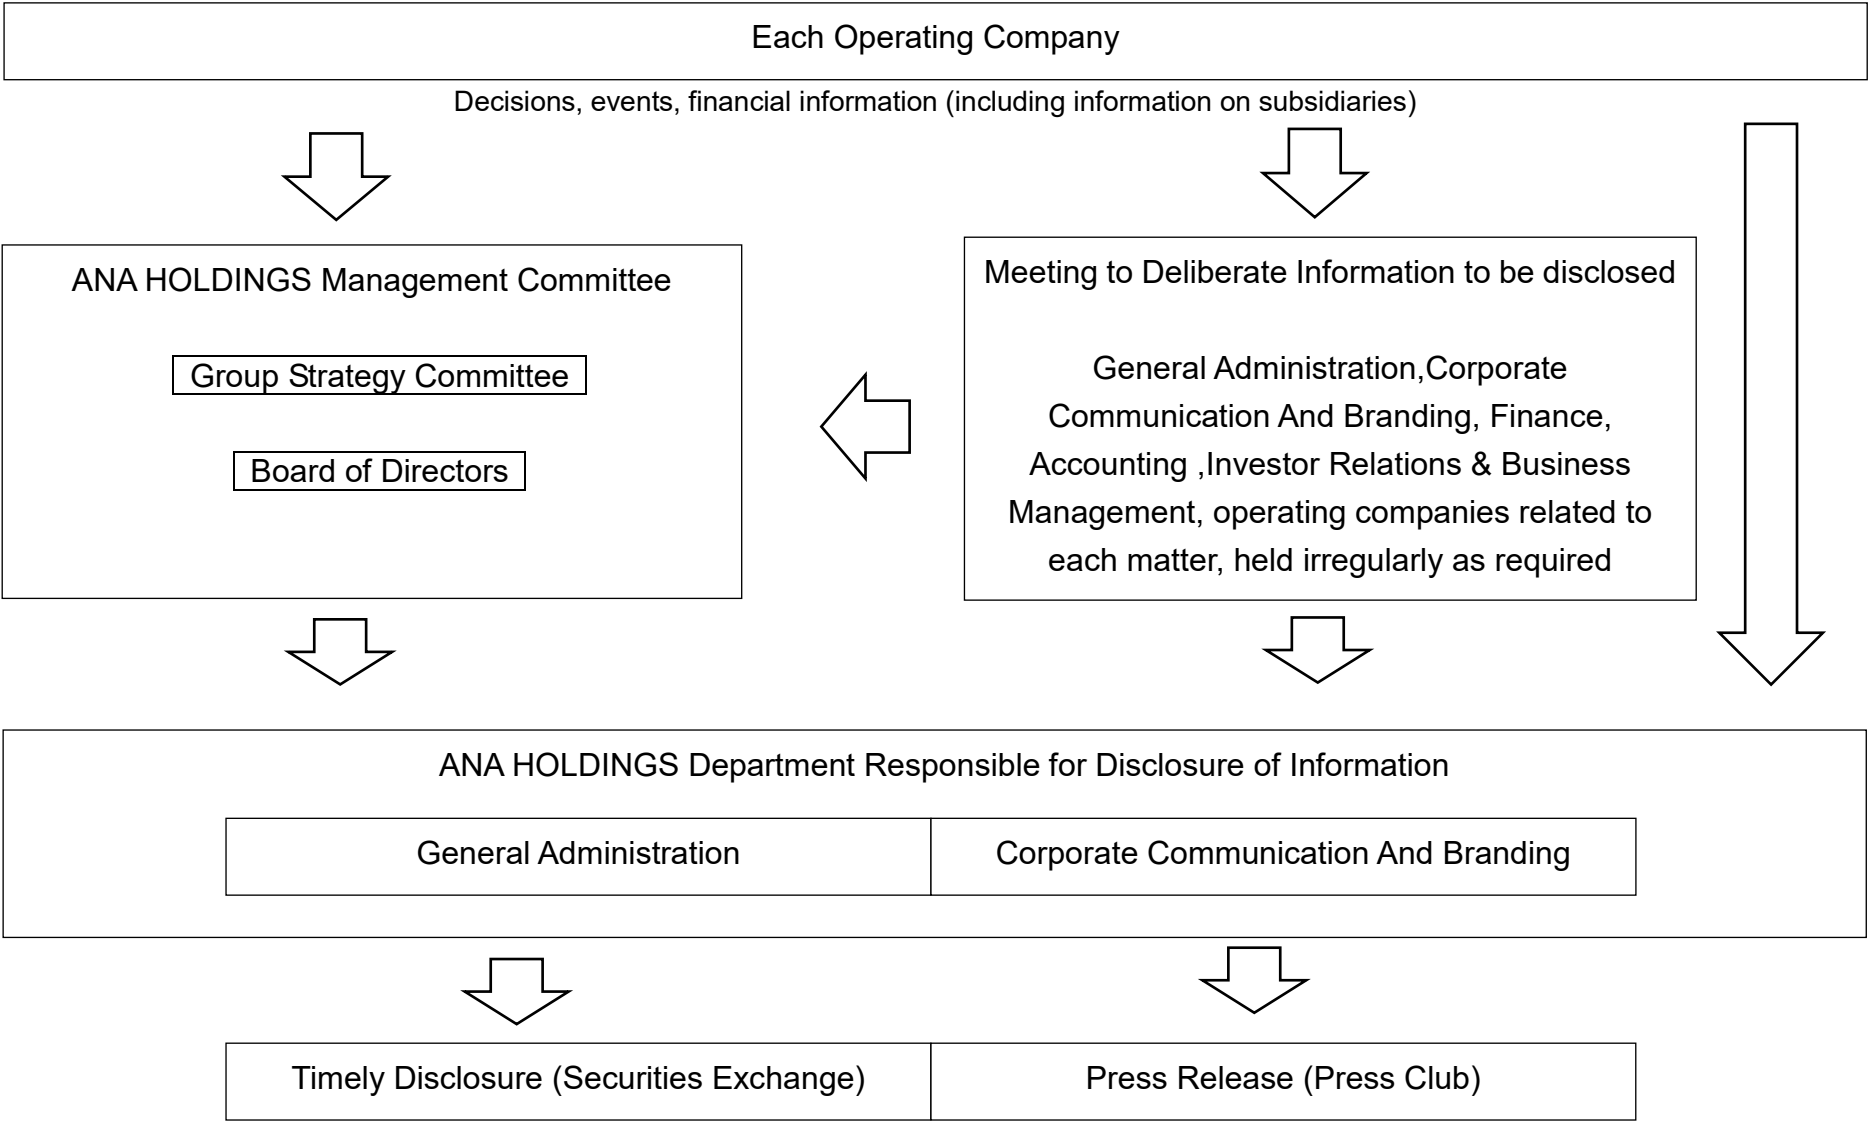 Each Operating Company
Decisions, events, financial information (including information on subsidiaries)
ANA HOLDINGS Management Committee
Group Strategy Committee
Board of Directors
Meeting to Deliberate Information to be disclosed
General Administration,Corporate
Communication And Branding, Finance,
Accounting ,Investor Relations & Business
Management, operating companies related to
each matter, held irregularly as required
ANA HOLDINGS Department Responsible for Disclosure of Information
General Administration
Corporate Communication And Branding
Timely Disclosure (Securities Exchange)
Press Release (Press Club)